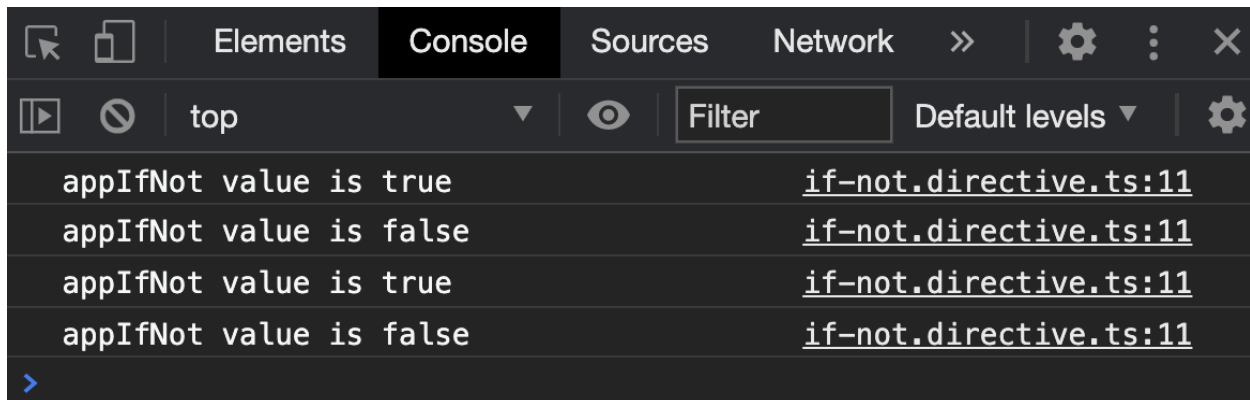 Elements Console Sources Network
top Filter Default levels
appIfNot value is true if-not.directive.ts:11
appIfNot value is false if-not.directive.ts:11
appIfNot value is true if-not.directive.ts:11
appIfNot value is false if-not.directive.ts:11